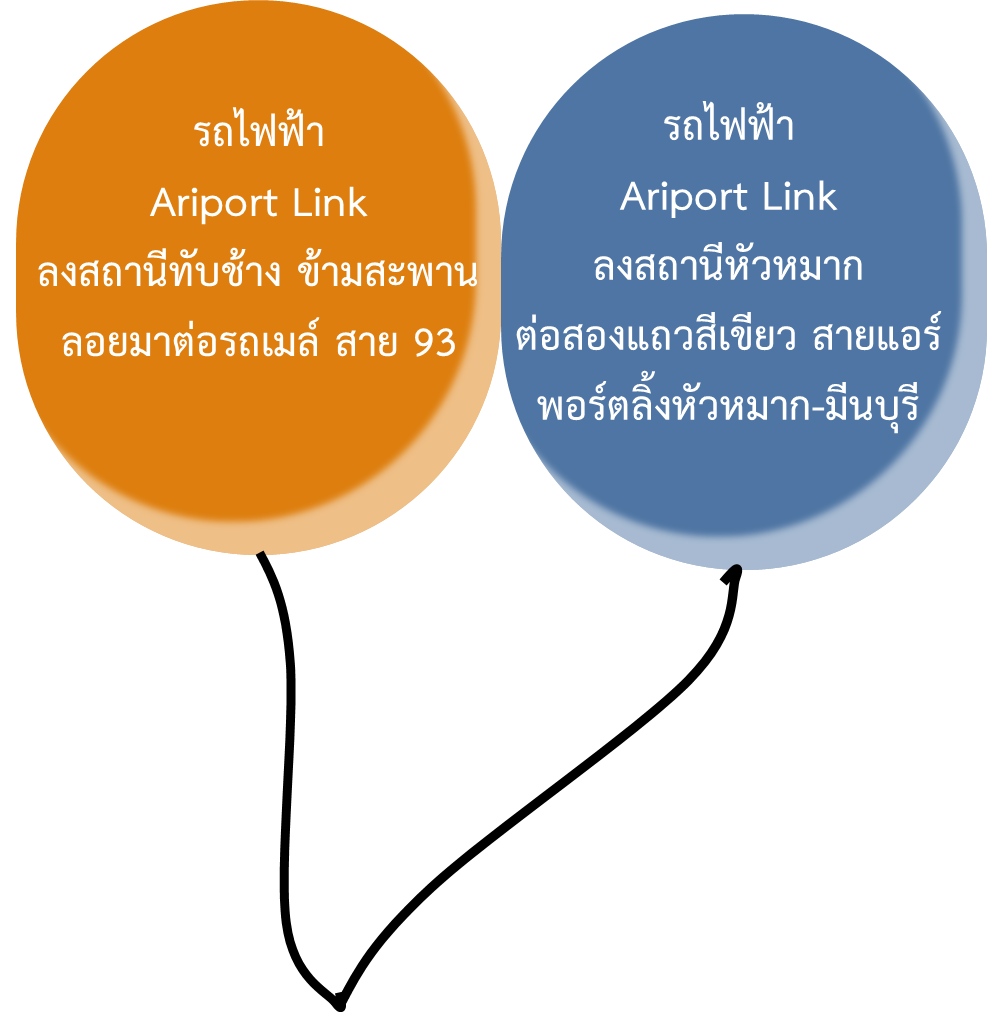 รถไฟฟ้า
Ariport Link
ลงสถานีทับช้าง ข้ามสะพาน
ลอยมาต่อรถเมล์ สาย 93
รถไฟฟ้า
Ariport Link
ลงสถานีหัวหมาก
ต่อสองแถวสีเขียว สายแอร์
พอร์ตลิ้งหัวหมาก-มีนบุรี